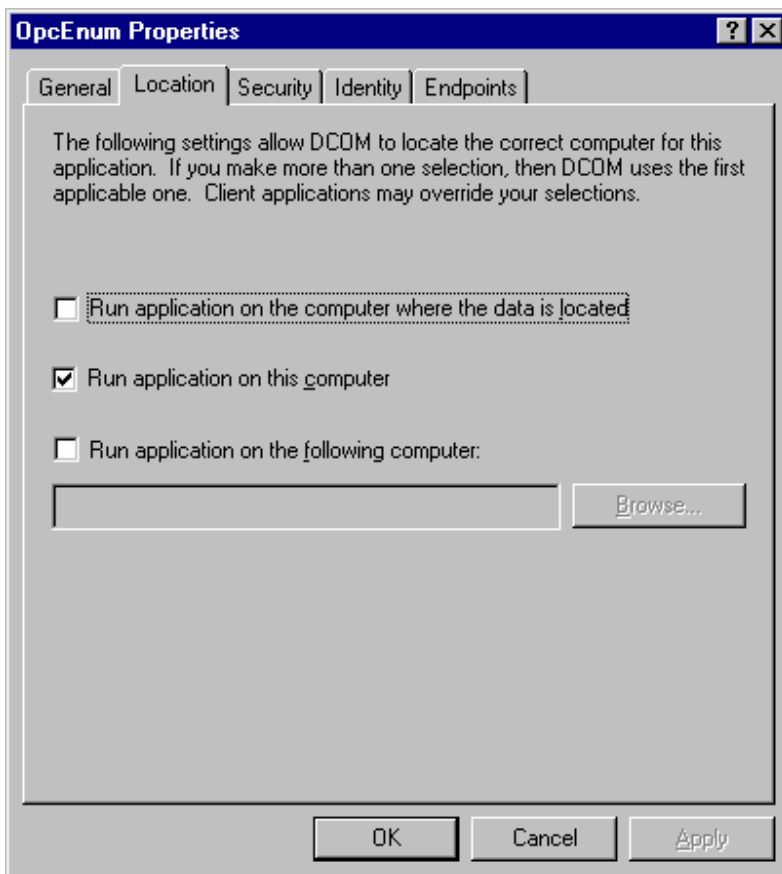 OpcEnum Properties
General Location Security Identity Endpoints
The following settings allow DCOM to locate the correct computer for this
application. If you make more than one selection, then DCOM uses the first
applicable one. Client applications may override your selections.
Run application on the computer where the data is located
Run application on this computer
Run application on the following computer:
Browse...
OK Cancel Apply